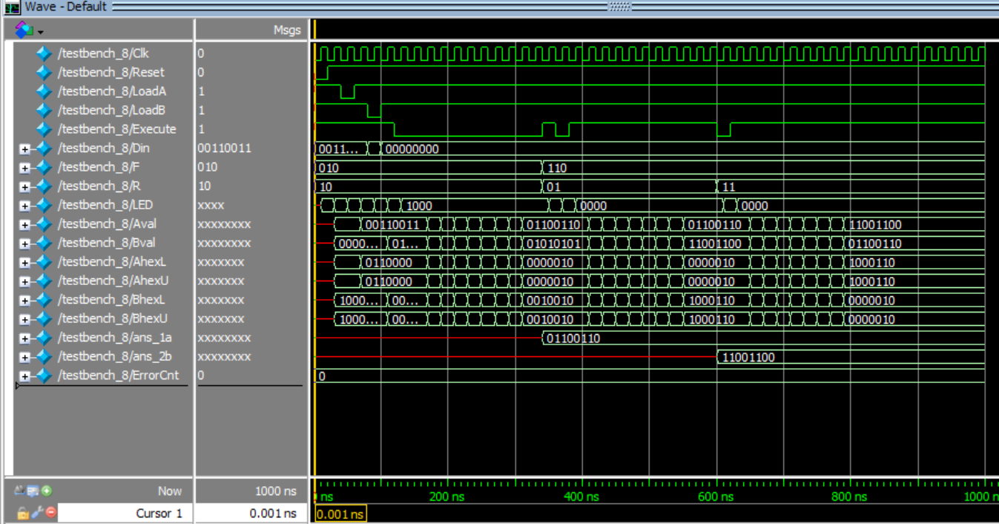 Wave - Default
Msgs
/testbench_8/Clk 0
/testbench_8/Reset 0
/testbench_8/LoadA 1
/testbench_8/LoadB 1
/testbench_8/Execute 1
/testbench_8/Din 00110011 0011... 00000000
/testbench_8/F 010 010 110
/testbench_8/R 10 10 01 11
/testbench_8/LED xxxx 1000 0000 0000
/testbench_8/Aval xxxxxxxx 00110011 01100110 01100110 11001100
/testbench_8/Bval xxxxxxxx 0000... 01... 01010101 11001100 01100110
/testbench_8/AhexL xxxxxxx 0110000 0000010 0000010 1000110
/testbench_8/AhexU xxxxxxx 0110000 0000010 0000010 1000110
/testbench_8/BhexL xxxxxxx 1000... 00... 0010010 1000110 0000010
/testbench_8/BhexU xxxxxxx 1000... 00... 0010010 1000110 0000010
/testbench_8/ans_1a xxxxxxxx 01100110
/testbench_8/ans_2b xxxxxxxx 11001100
/testbench_8/ErrorCnt 0 0
Now 1000 ns ns 200 ns 400 ns 600 ns 800 ns 1000 n
Cursor 1 0.001 ns 0.001 ns